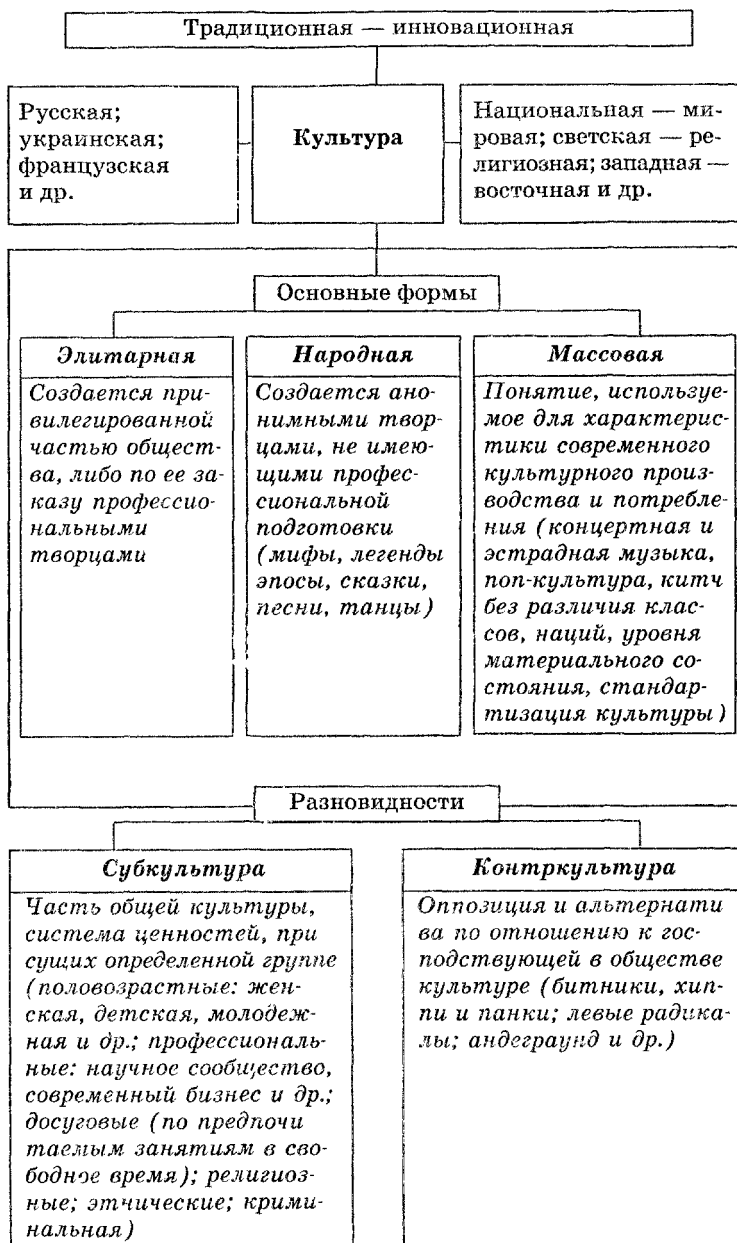 Традиционная — инновационная
Русская;
украинская;
французская
и др.
Культура
Национальная — ми-
ровая; светская — ре-
лигиозная; западная —
восточная и др.
Основные формы
Элитарная
Создается при-
вилегированной
частью общест-
ва, либо по ее за-
казу профессио-
нальными
творцами
Народная
Создается ано-
нимными твор-
цами, не имею-
щими профес-
сиональной
подготовки
(мифы, легенды
эпосы, сказки,
песни, танцы)
Массовая
Понятие, используе-
мое для характерис-
тики современного
культурного произ-
водства и потребле-
ния (концертная и
эстрадная музыка,
поп-культура, китч
без различия клас-
сов, наций, уровня
материального со-
стояния, стандар-
тизация культуры)
Разновидности
Субкультура
Часть общей культуры,
система ценностей, при
сущих определенной группе
(половозрастные: жен-
ская, детская, молодеж-
ная и др.; профессиональ-
ные: научное сообщество,
современный бизнес и др.;
досуговые (по предпочи
таемым занятиям в сво-
бодное время); религиоз-
ные; этнические; крими-
нальная)
Контркультура
Оппозиция и альтернати
ва по отношению к гос-
подствующей в обществе
культуре (битники, хип-
пи и панки; левые радика-
лы; андеграунд и др.)